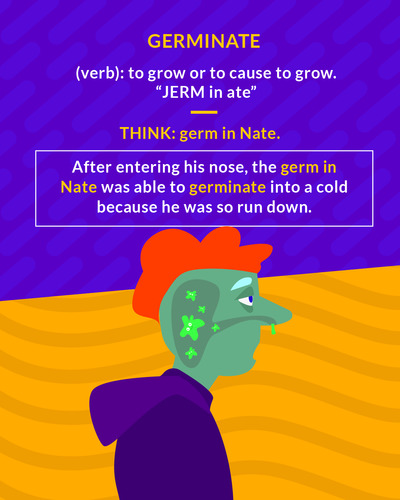 GERMINATE
(verb): to grow or to cause to grow.
“JERM in ate”
THINK: germ in Nate.
After entering his nose, the germ in
Nate was able to germinate into a cold
because he was so run down.